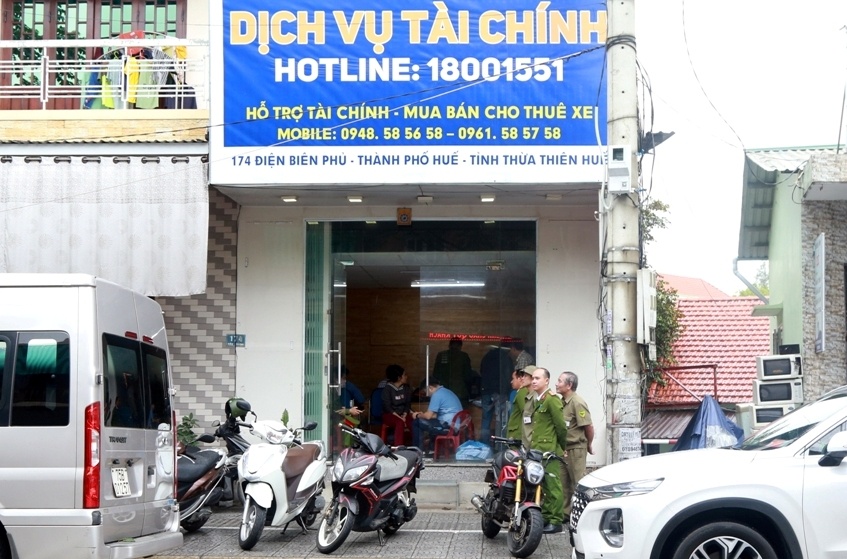 DỊCH VỤ TÀI CHÍNH
HOTLINE: 18001551
HỖ TRỢ TÀI CHÍNH - MUA BÁN CHO THUÊ XE
MOBILE: 0948. 58 56 58 – 0961. 58 57 58
174 ĐIỆN BIÊN PHỦ - THÀNH PHỐ HUẾ - TỈNH THỪA THIÊN HUẾ
174
TRANSIT